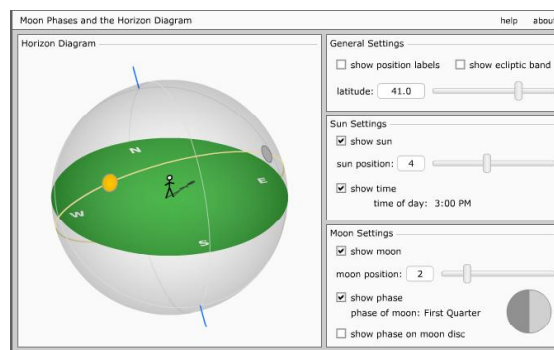 Moon Phases and the Horizon Diagram
help
about
Horizon Diagram
N
E
W
S
General Settings
show position labels
show ecliptic band
latitude: 41.0
Sun Settings
show sun
sun position: 4
show time
time of day: 3:00 PM
Moon Settings
show moon
moon position: 2
show phase
phase of moon: First Quarter
show phase on moon disc